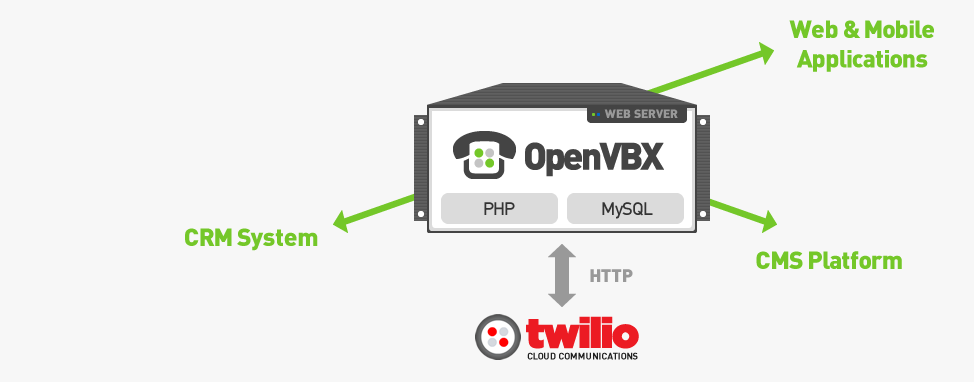 Web & Mobile
Applications
WEB SERVER
OpenVBX
PHP
MySQL
CRM System
CMS Platform
HTTP
twilio
CLOUD COMMUNICATIONS